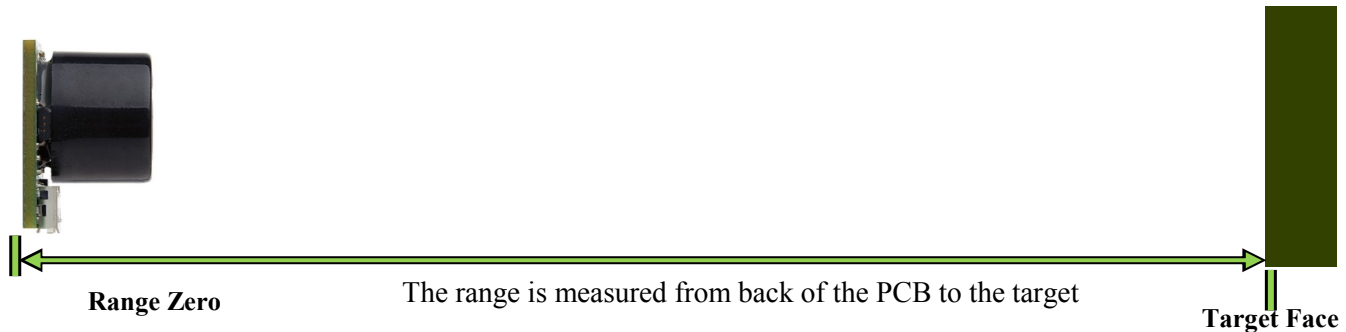 Range Zero
The range is measured from back of the PCB to the target
Target Face